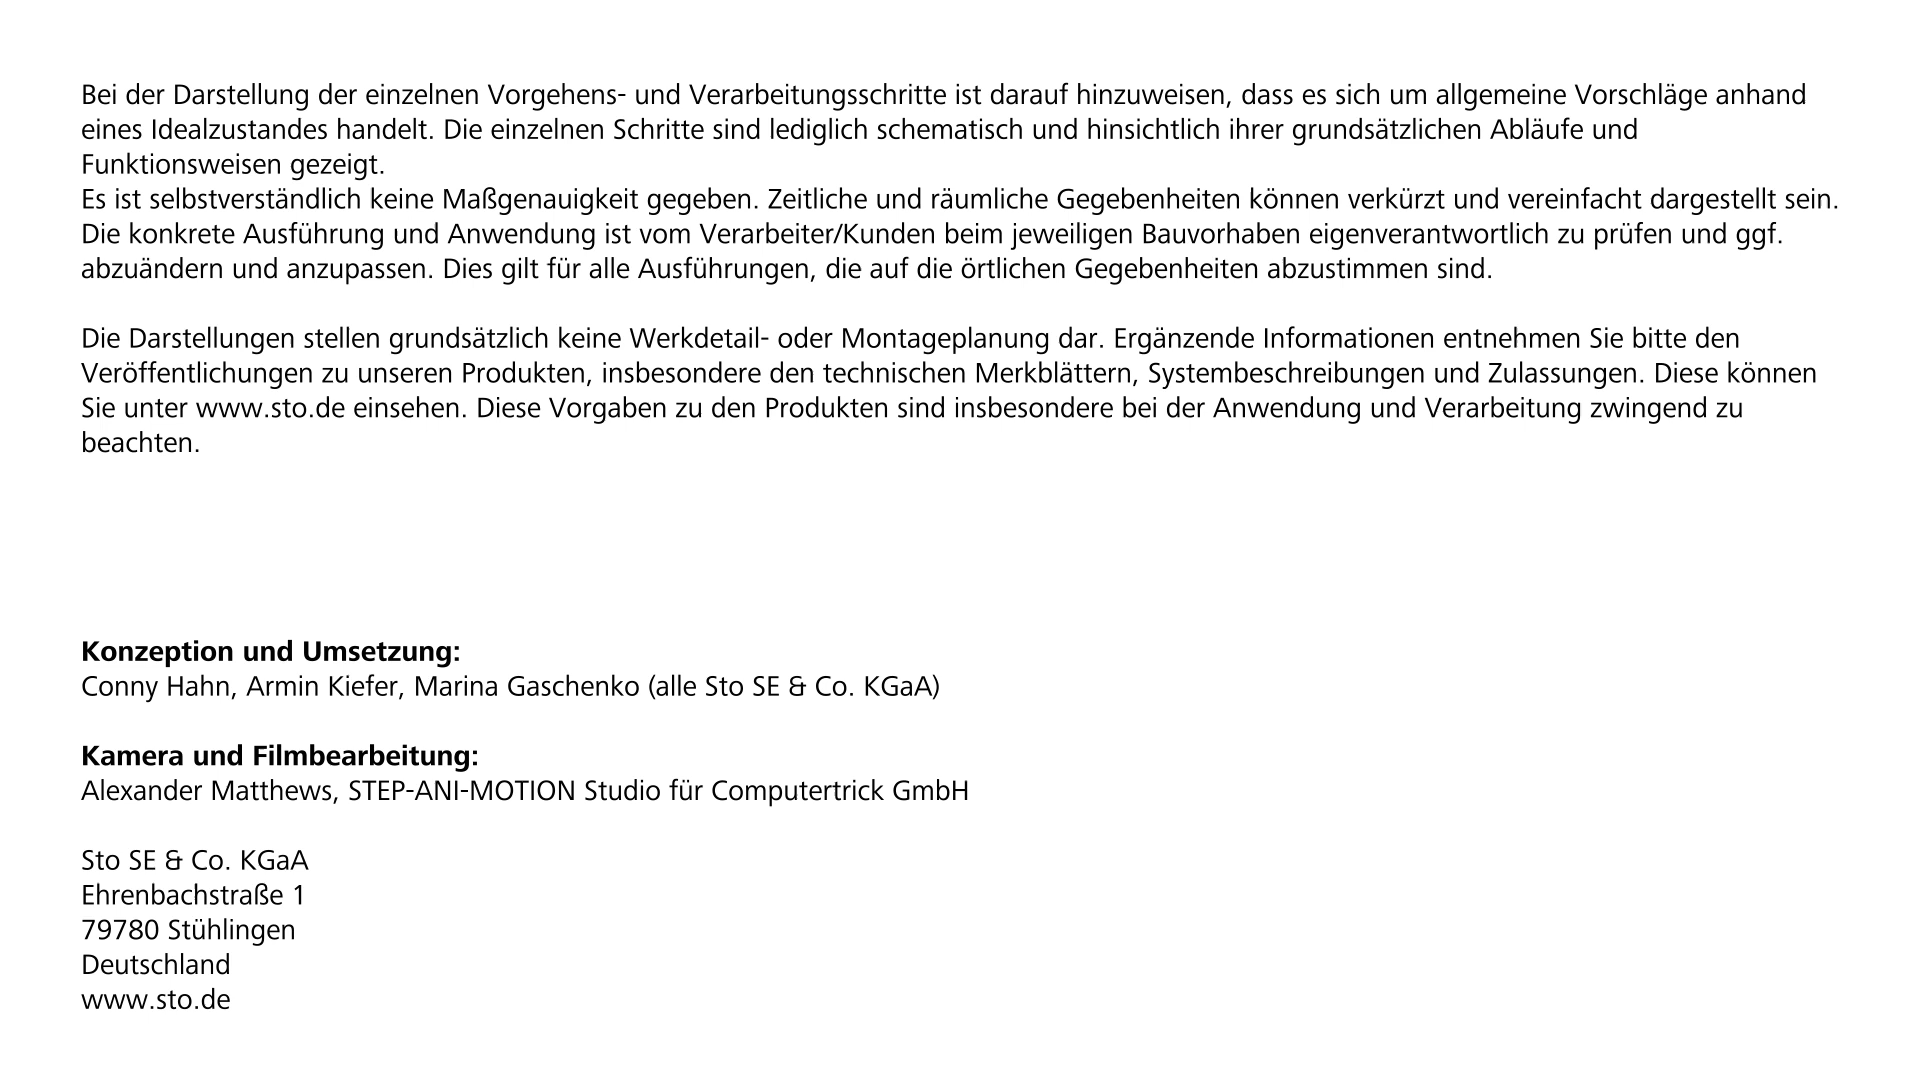 Bei der Darstellung der einzelnen Vorgehens- und Verarbeitungsschritte ist darauf hinzuweisen, dass es sich um allgemeine Vorschläge anhand
eines Idealzustandes handelt. Die einzelnen Schritte sind lediglich schematisch und hinsichtlich ihrer grundsätzlichen Abläufe und
Funktionsweisen gezeigt.
Es ist selbstverständlich keine Maßgenauigkeit gegeben. Zeitliche und räumliche Gegebenheiten können verkürzt und vereinfacht dargestellt sein.
Die konkrete Ausführung und Anwendung ist vom Verarbeiter/Kunden beim jeweiligen Bauvorhaben eigenverantwortlich zu prüfen und ggf.
abzuändern und anzupassen. Dies gilt für alle Ausführungen, die auf die örtlichen Gegebenheiten abzustimmen sind.
Die Darstellungen stellen grundsätzlich keine Werkdetail- oder Montageplanung dar. Ergänzende Informationen entnehmen Sie bitte den
Veröffentlichungen zu unseren Produkten, insbesondere den technischen Merkblättern, Systembeschreibungen und Zulassungen. Diese können
Sie unter www.sto.de einsehen. Diese Vorgaben zu den Produkten sind insbesondere bei der Anwendung und Verarbeitung zwingend zu
beachten.
Konzeption und Umsetzung:
Conny Hahn, Armin Kiefer, Marina Gaschenko (alle Sto SE & Co. KGaA)
Kamera und Filmbearbeitung:
Alexander Matthews, STEP-ANI-MOTION Studio für Computertrick GmbH
Sto SE & Co. KGaA
Ehrenbachstraße 1
79780 Stühlingen
Deutschland
www.sto.de